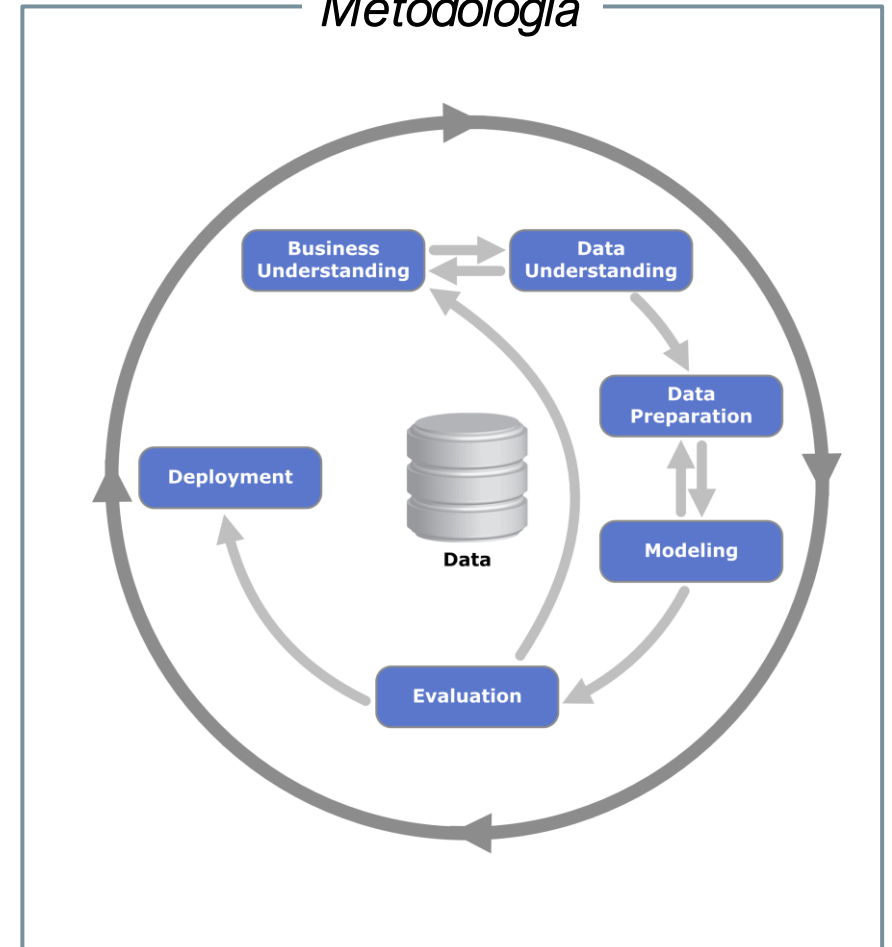 Metodología
Business
Understanding
Data
Understanding
Data
Preparation
Deployment
Modeling
Data
Evaluation